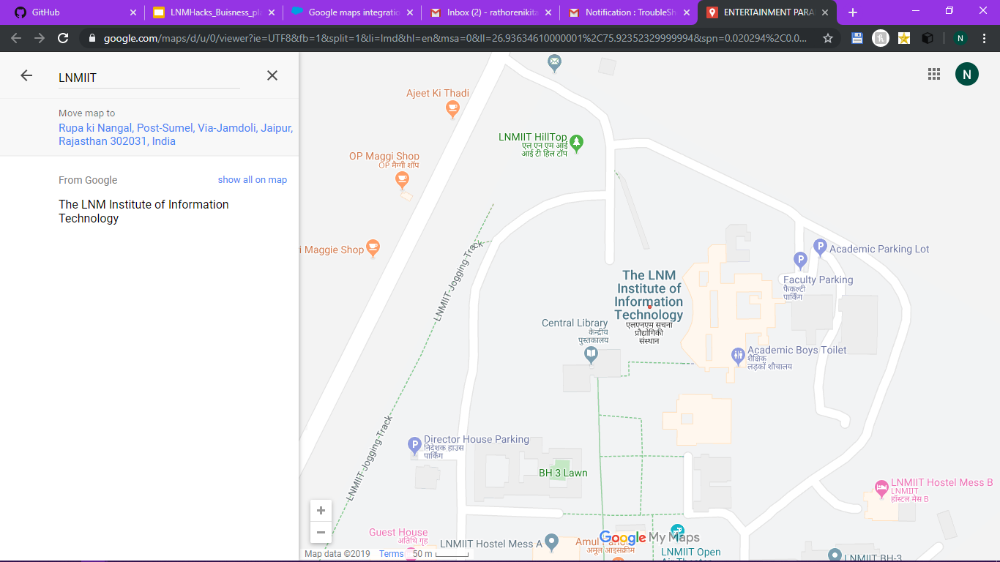 GitHub
LNMHacks_Buisness_pla
Google maps integratio
Inbox (2) - rathorenikita
Notification : TroubleSh
ENTERTAINMENT PARA
google.com/maps/d/u/0/viewer?ie=UTF8&fb=1&split=1&li=lmd&hl=en&msa=0&ll=26.93634610000001%2C75.92352329999994&spn=0.020294%2C0.0...
N
LNMIIT
N
Move map to
Rupa ki Nangal, Post-Sumel, Via-Jamdoli, Jaipur,
Rajasthan 302031, India
From Google
show all on map
The LNM Institute of Information
Technology
Ajeet Ki Thadi
LNMIIT HillTop
एल एन एम आई
आई टी हिल टॉप
OP Maggi Shop
OP मैगी शॉप
i Maggie Shop
LNMIIT Jogging Track
P
Academic Parking Lot
P
Faculty Parking
फैकल्टी
पार्किंग
The LNM
Institute of
Information
Technology
एलएनएम सूचना
प्रौद्योगिकी
संस्थान
Central Library
केन्द्रीय
पुस्तकालय
Academic Boys Toilet
शैक्षिक
लड़कों शौचालय
LNMIIT Jogging Track
P
Director House Parking
निदेशक हाउस
पार्किंग
BH 3 Lawn
LNMIIT Hostel Mess B
LNMIIT
हॉस्टल मेस B
Guest House
अतिथि गृह
LNMIIT Hostel Mess A
Amul
अमूल आइसक्रीम
Google My Maps
LNMIIT Open
LNMIIT BH-3
Map data ©2019
Terms
50 m